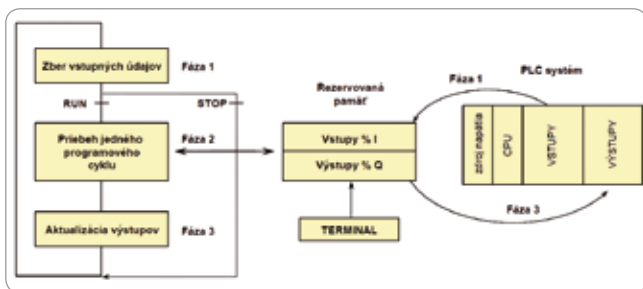 Zber vstupných údajov
Fáza 1
RUN
STOP
Priebeh jedného
programového
cyklu
Fáza 2
Aktualizácia výstupov
Fáza 3
Rezervovaná
pamäť
Vstupy % I
Výstupy % Q
TERMINAL
Fáza 1
PLC systém
zdroj napätia
CPU
VSTUPY
VÝSTUPY
Fáza 3